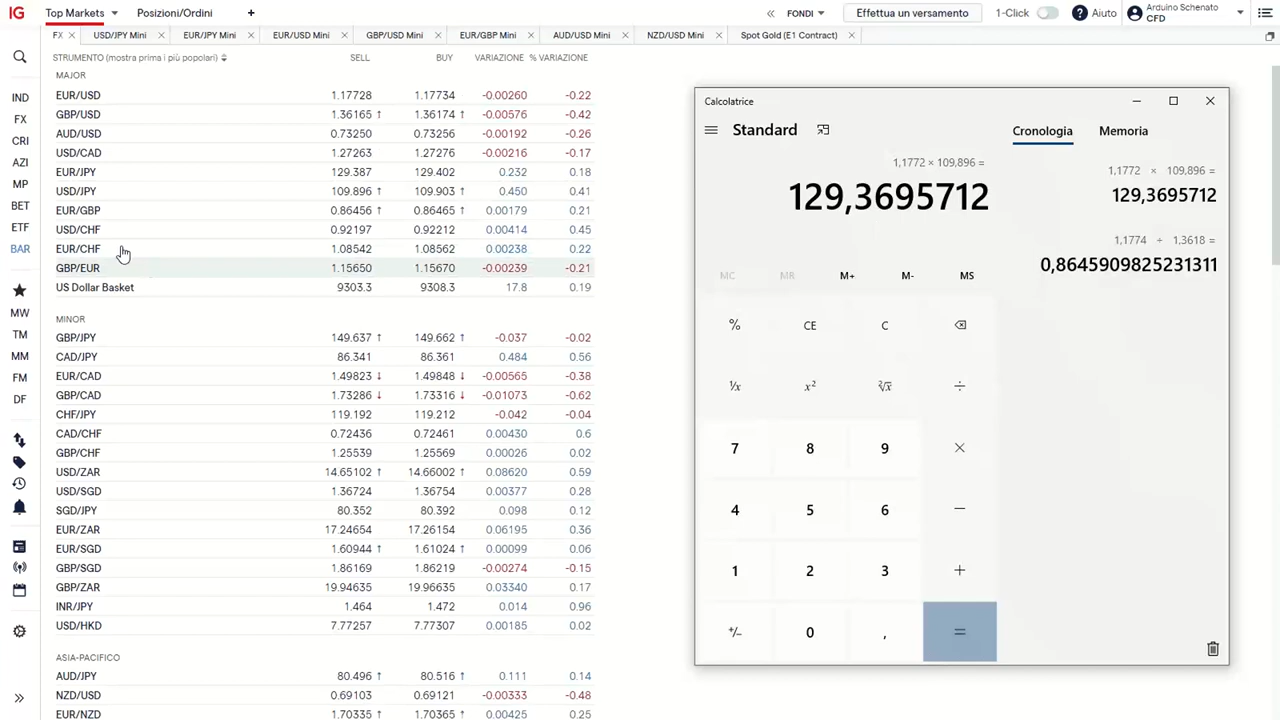 IG Top Markets Posizioni/Ordini + FONDI Effettua un versamento 1-Click Aiuto Arduino Schenato
CFD
FX USD/JPY Mini EUR/JPY Mini EUR/USD Mini GBP/USD Mini EUR/GBP Mini AUD/USD Mini NZD/USD Mini Spot Gold (E1 Contract)
IND
FX
CRI
AZI
MP
BET
ETF
BAR
MW
TM
MM
FM
DF
STRUMENTO (mostra prima i più popolari) SELL BUY VARIAZIONE % VARIAZIONE
MAJOR
EUR/USD 1.17728 1.17734 -0.00260 -0.22
GBP/USD 1.36165 ↑ 1.36174 ↑ -0.00576 -0.42
AUD/USD 0.73250 0.73256 -0.00192 -0.26
USD/CAD 1.27263 1.27276 -0.00216 -0.17
EUR/JPY 129.387 129.402 0.232 0.18
USD/JPY 109.896 ↑ 109.903 ↑ 0.450 0.41
EUR/GBP 0.86456 ↑ 0.86465 ↑ 0.00179 0.21
USD/CHF 0.92197 0.92212 0.00414 0.45
EUR/CHF 1.08542 1.08562 0.00238 0.22
GBP/EUR 1.15650 1.15670 -0.00239 -0.21
US Dollar Basket 9303.3 9308.3 17.8 0.19
MINOR
GBP/JPY 149.637 ↑ 149.662 ↑ -0.037 -0.02
CAD/JPY 86.341 86.361 0.484 0.56
EUR/CAD 1.49823 ↓ 1.49848 ↓ -0.00565 -0.38
GBP/CAD 1.73286 ↓ 1.73316 ↓ -0.01073 -0.62
CHF/JPY 119.192 119.212 -0.042 -0.04
CAD/CHF 0.72436 0.72461 0.00430 0.6
GBP/CHF 1.25539 1.25569 0.00026 0.02
USD/ZAR 14.65102 ↑ 14.66002 ↑ 0.08620 0.59
USD/SGD 1.36724 1.36754 0.00377 0.28
SGD/JPY 80.352 80.392 0.098 0.12
EUR/ZAR 17.24654 17.26154 0.06195 0.36
EUR/SGD 1.60944 ↑ 1.61024 ↑ 0.00099 0.06
GBP/SGD 1.86169 1.86219 -0.00274 -0.15
GBP/ZAR 19.94635 19.96635 0.03340 0.17
INR/JPY 1.464 1.472 0.014 0.96
USD/HKD 7.77257 7.77307 0.00185 0.02
ASIA-PACIFICO
AUD/JPY 80.496 ↑ 80.516 ↑ 0.111 0.14
NZD/USD 0.69103 0.69121 -0.00333 -0.48
EUR/NZD 1.70335 ↑ 1.70365 ↑ 0.00425 0.25
Calcolatrice
Standard Cronologia Memoria
1,1772 × 109,896 =
129,3695712
1,1772 × 109,896 =
129,3695712
1,1774 ÷ 1,3618 =
0,8645909825231311
MC MR M+ M- MS
% CE C
¹/x x² ²√x ÷
7 8 9 ×
4 5 6 −
1 2 3 +
+/− 0 , =